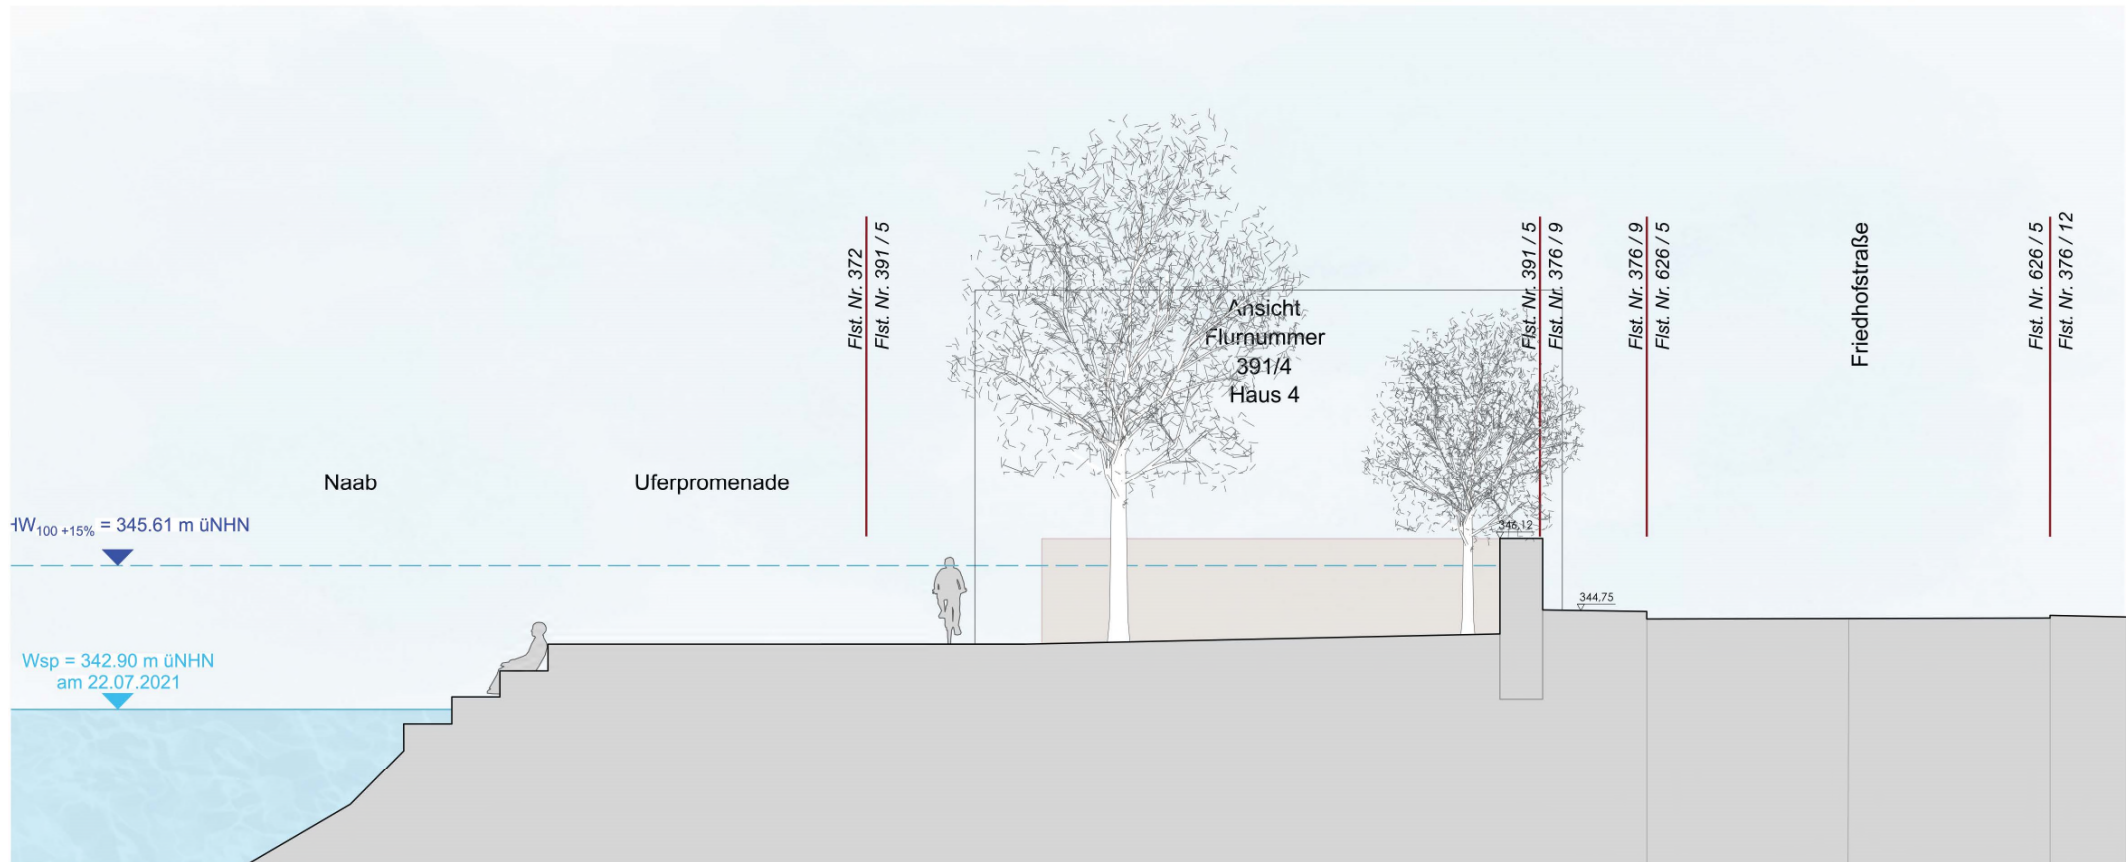 Flst. Nr. 372
Flst. Nr. 391 / 5
Flst. Nr. 391 / 5
Flst. Nr. 376 / 9
Flst. Nr. 376 / 9
Flst. Nr. 626 / 5
Friedhofstraße
Flst. Nr. 626 / 5
Flst. Nr. 376 / 12
Ansicht
Flurnummer
391/4
Haus 4
Naab
Uferpromenade
HW100 +15% = 345.61 m üNHN
346,12
344,75
Wsp = 342.90 m üNHN
am 22.07.2021